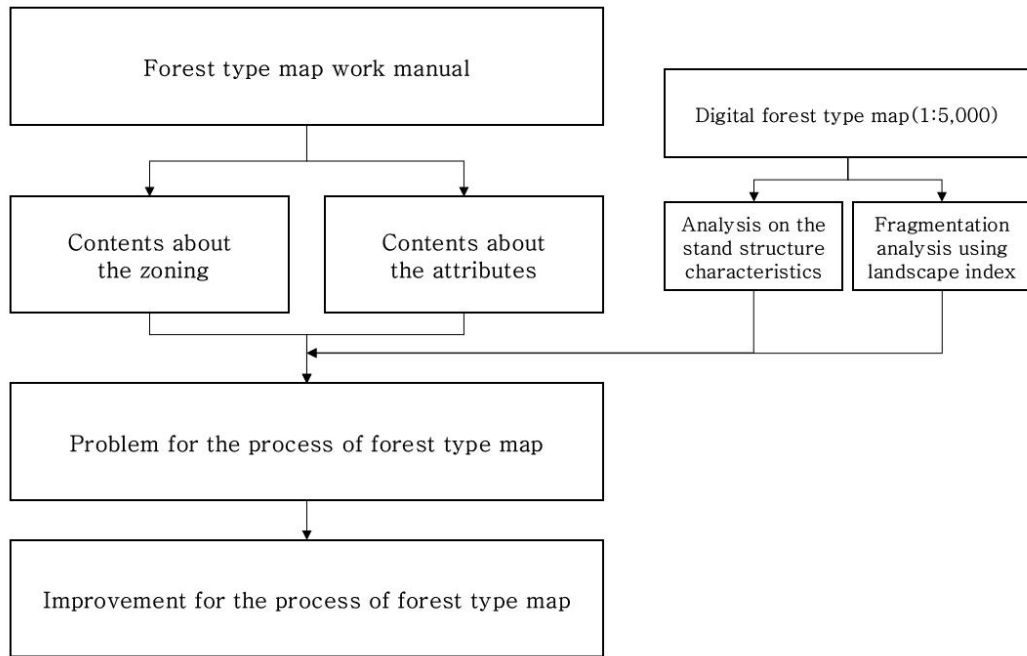 Forest type map work manual
Digital forest type map(1:5,000)
Contents about
the zoning
Contents about
the attributes
Analysis on the
stand structure
characteristics
Fragmentation
analysis using
landscape index
Problem for the process of forest type map
Improvement for the process of forest type map